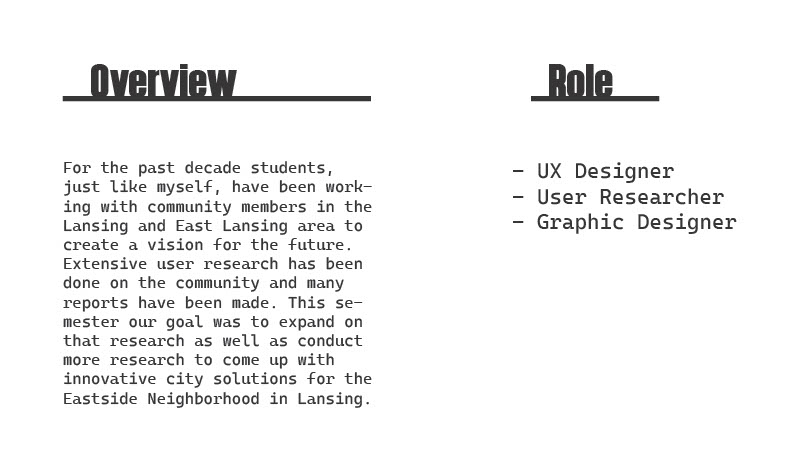 Overview
For the past decade students,
just like myself, have been work-
ing with community members in the
Lansing and East Lansing area to
create a vision for the future.
Extensive user research has been
done on the community and many
reports have been made. This se-
mester our goal was to expand on
that research as well as conduct
more research to come up with
innovative city solutions for the
Eastside Neighborhood in Lansing.
Role
- UX Designer
- User Researcher
- Graphic Designer